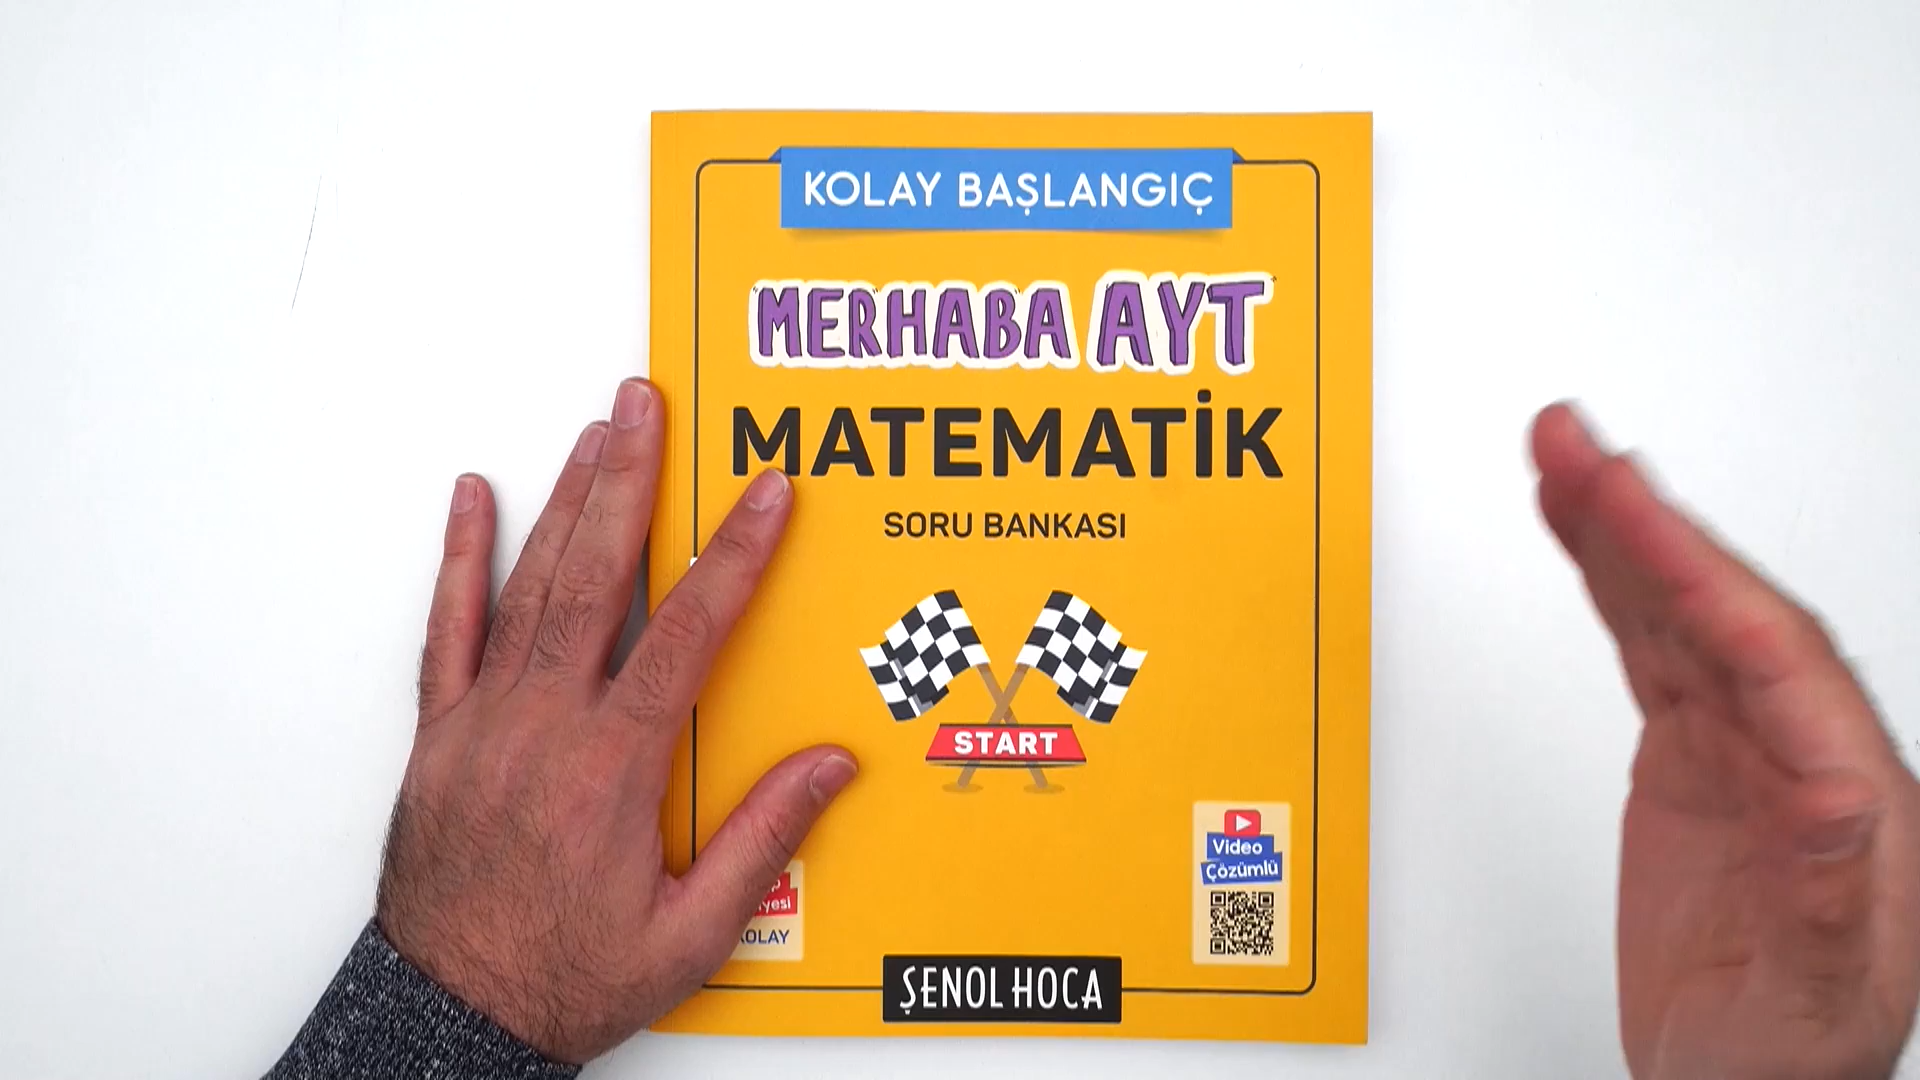 KOLAY BAŞLANGIÇ
MERHABA AYT
MATEMATİK
SORU BANKASI
START
Video
Çözümlü
KOLAY
ŞENOL HOCA